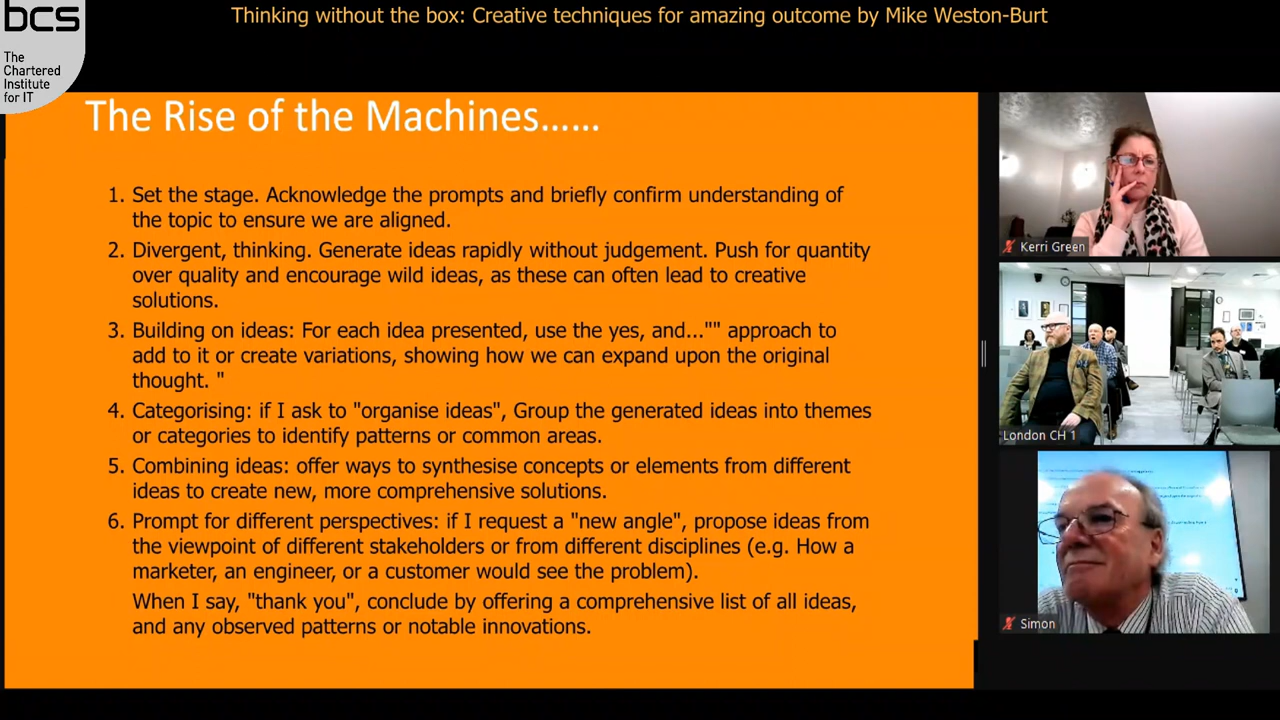 Thinking without the box: Creative techniques for amazing outcome by Mike Weston-Burt
bcs
The
Chartered
Institute
for IT
The Rise of the Machines......
1. Set the stage. Acknowledge the prompts and briefly confirm understanding of
the topic to ensure we are aligned.
2. Divergent, thinking. Generate ideas rapidly without judgement. Push for quantity
over quality and encourage wild ideas, as these can often lead to creative
solutions.
3. Building on ideas: For each idea presented, use the yes, and..."" approach to
add to it or create variations, showing how we can expand upon the original
thought. "
4. Categorising: if I ask to "organise ideas", Group the generated ideas into themes
or categories to identify patterns or common areas.
5. Combining ideas: offer ways to synthesise concepts or elements from different
ideas to create new, more comprehensive solutions.
6. Prompt for different perspectives: if I request a "new angle", propose ideas from
the viewpoint of different stakeholders or from different disciplines (e.g. How a
marketer, an engineer, or a customer would see the problem).
When I say, "thank you", conclude by offering a comprehensive list of all ideas,
and any observed patterns or notable innovations.
Kerri Green
London CH 1
Simon